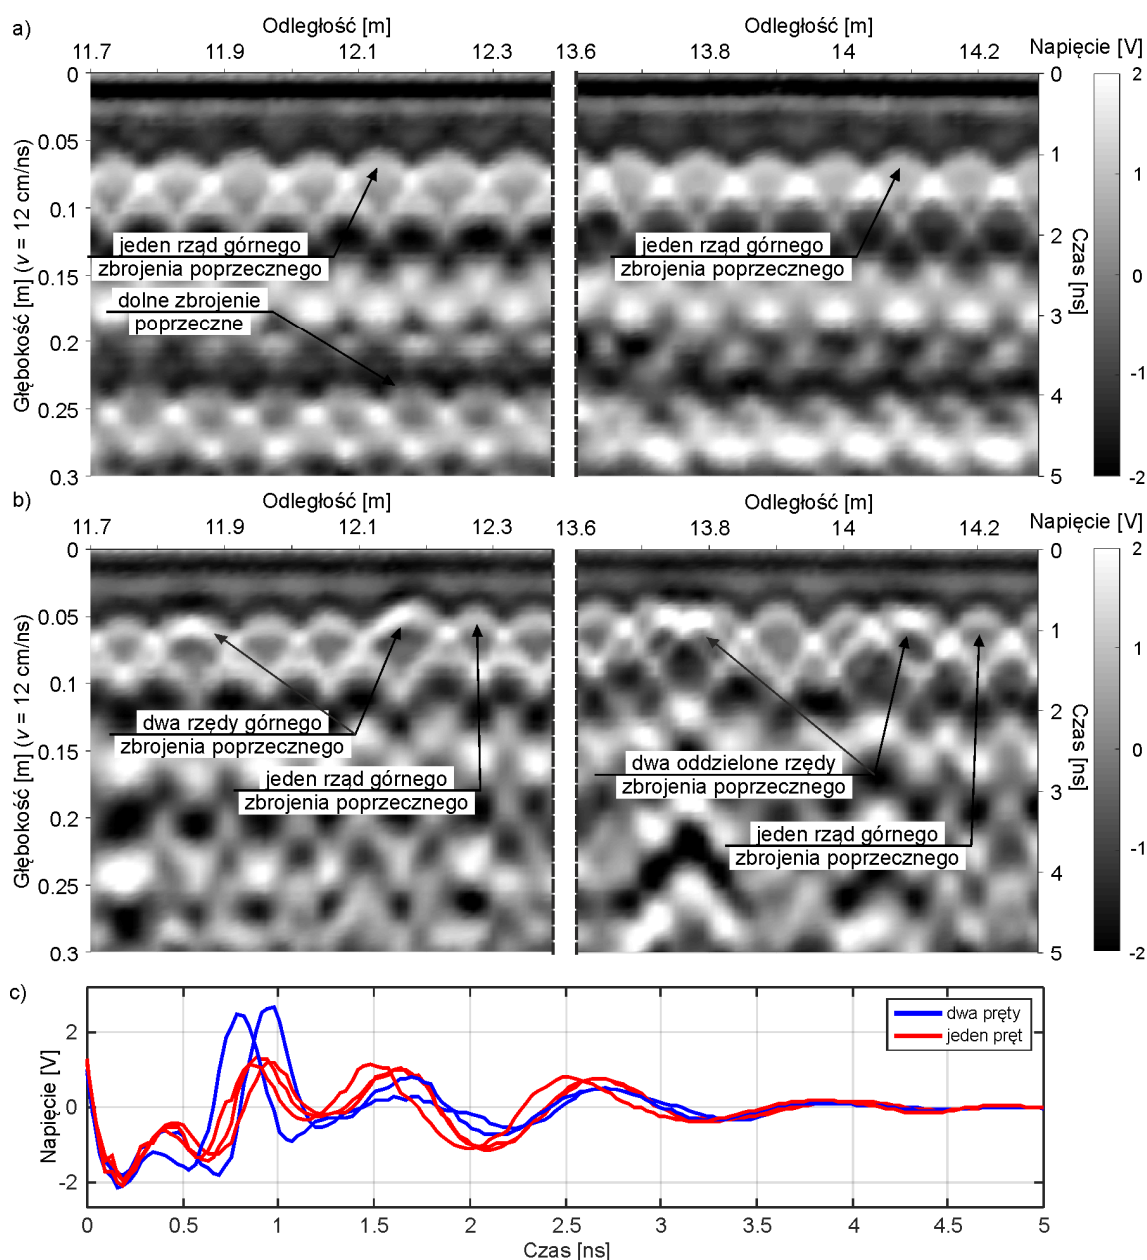 a)
Odległość [m]
11.7 11.9 12.1 12.3
Odległość [m]
13.6 13.8 14 14.2
Napięcie [V]
0
0.05
0.1
0.15
0.2
0.25
0.3
Głębokość [m] (v = 12 cm/ns)
jeden rząd górnego
zbrojenia poprzecznego
dolne zbrojenie
poprzeczne
jeden rząd górnego
zbrojenia poprzecznego
0
1
2
3
4
5
Czas [ns]
2
1
0
-1
-2
b)
Odległość [m]
11.7 11.9 12.1 12.3
Odległość [m]
13.6 13.8 14 14.2
Napięcie [V]
0
0.05
0.1
0.15
0.2
0.25
0.3
Głębokość [m] (v = 12 cm/ns)
dwa rzędy górnego
zbrojenia poprzecznego
jeden rząd górnego
zbrojenia poprzecznego
dwa oddzielone rzędy
zbrojenia poprzecznego
jeden rząd górnego
zbrojenia poprzecznego
0
1
2
3
4
5
Czas [ns]
2
1
0
-1
-2
c)
Napięcie [V]
2
0
-2
dwa pręty
jeden pręt
0 0.5 1 1.5 2 2.5 3 3.5 4 4.5 5
Czas [ns]